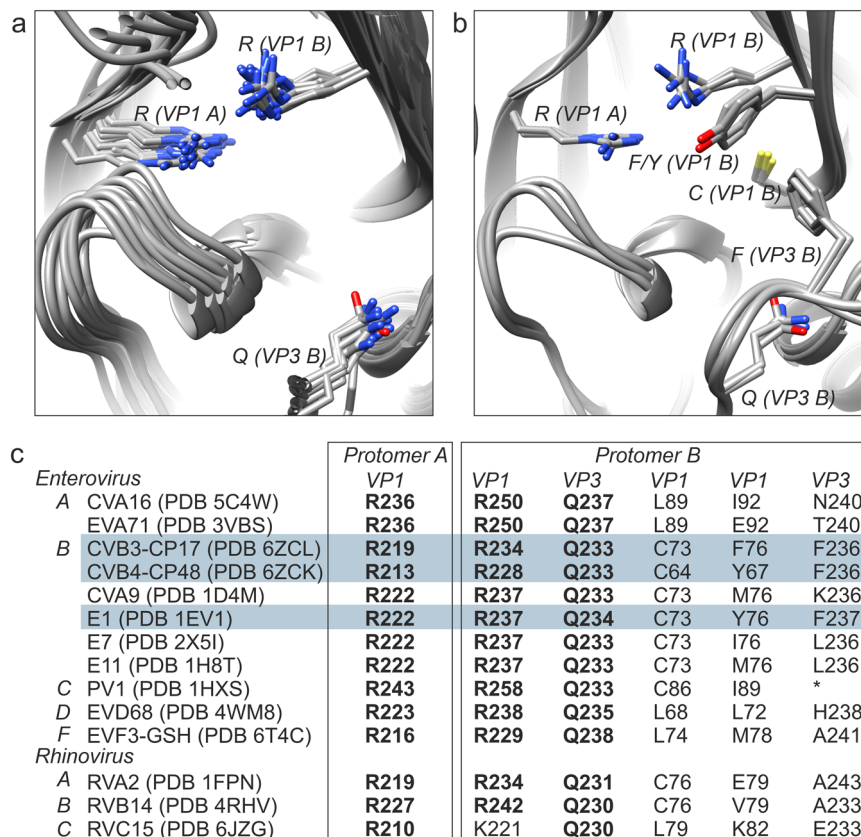 a
R (VP1 B)
R (VP1 A)
Q (VP3 B)
b
R (VP1 B)
R (VP1 A)
F/Y (VP1 B)
C (VP1 B)
F (VP3 B)
Q (VP3 B)
c
Protomer A Protomer B
Enterovirus VP1 VP1 VP3 VP1 VP1 VP3
A CVA16 (PDB 5C4W) R236 R250 Q237 L89 I92 N240
EVA71 (PDB 3VBS) R236 R250 Q237 L89 E92 T240
B CVB3-CP17 (PDB 6ZCL) R219 R234 Q233 C73 F76 F236
CVB4-CP48 (PDB 6ZCK) R213 R228 Q233 C64 Y67 F236
CVA9 (PDB 1D4M) R222 R237 Q233 C73 M76 K236
E1 (PDB 1EV1) R222 R237 Q234 C73 Y76 F237
E7 (PDB 2X5I) R222 R237 Q233 C73 I76 L236
E11 (PDB 1H8T) R222 R237 Q233 C73 M76 L236
C PV1 (PDB 1HXS) R243 R258 Q233 C86 I89 *
D EVD68 (PDB 4WM8) R223 R238 Q235 L68 L72 H238
F EVF3-GSH (PDB 6T4C) R216 R229 Q238 L74 M78 A241
Rhinovirus
A RVA2 (PDB 1FPN) R219 R234 Q231 C76 E79 A243
B RVB14 (PDB 4RHV) R227 R242 Q230 C76 V79 A233
C RVC15 (PDB 6JZG) R210 K221 Q230 L79 K82 E233